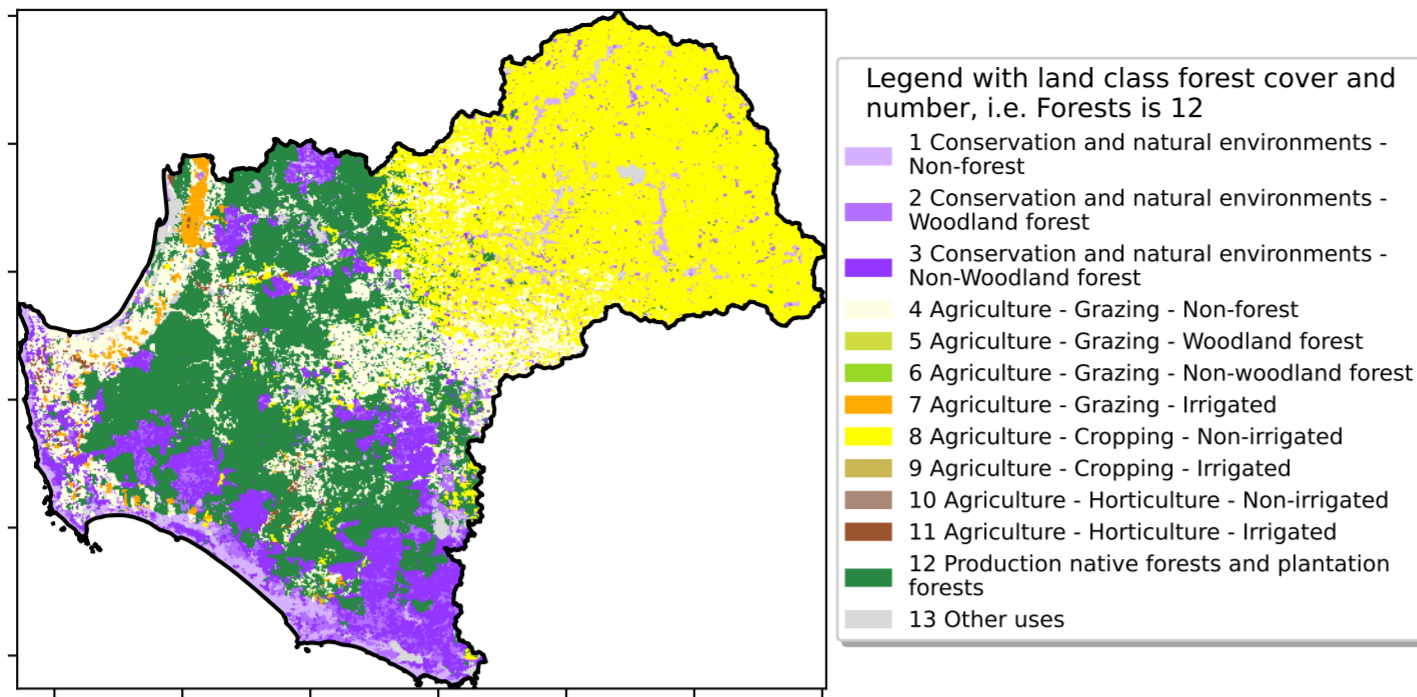 Legend with land class forest cover and
number, i.e. Forests is 12
1 Conservation and natural environments -
Non-forest
2 Conservation and natural environments -
Woodland forest
3 Conservation and natural environments -
Non-Woodland forest
4 Agriculture - Grazing - Non-forest
5 Agriculture - Grazing - Woodland forest
6 Agriculture - Grazing - Non-woodland forest
7 Agriculture - Grazing - Irrigated
8 Agriculture - Cropping - Non-irrigated
9 Agriculture - Cropping - Irrigated
10 Agriculture - Horticulture - Non-irrigated
11 Agriculture - Horticulture - Irrigated
12 Production native forests and plantation
forests
13 Other uses